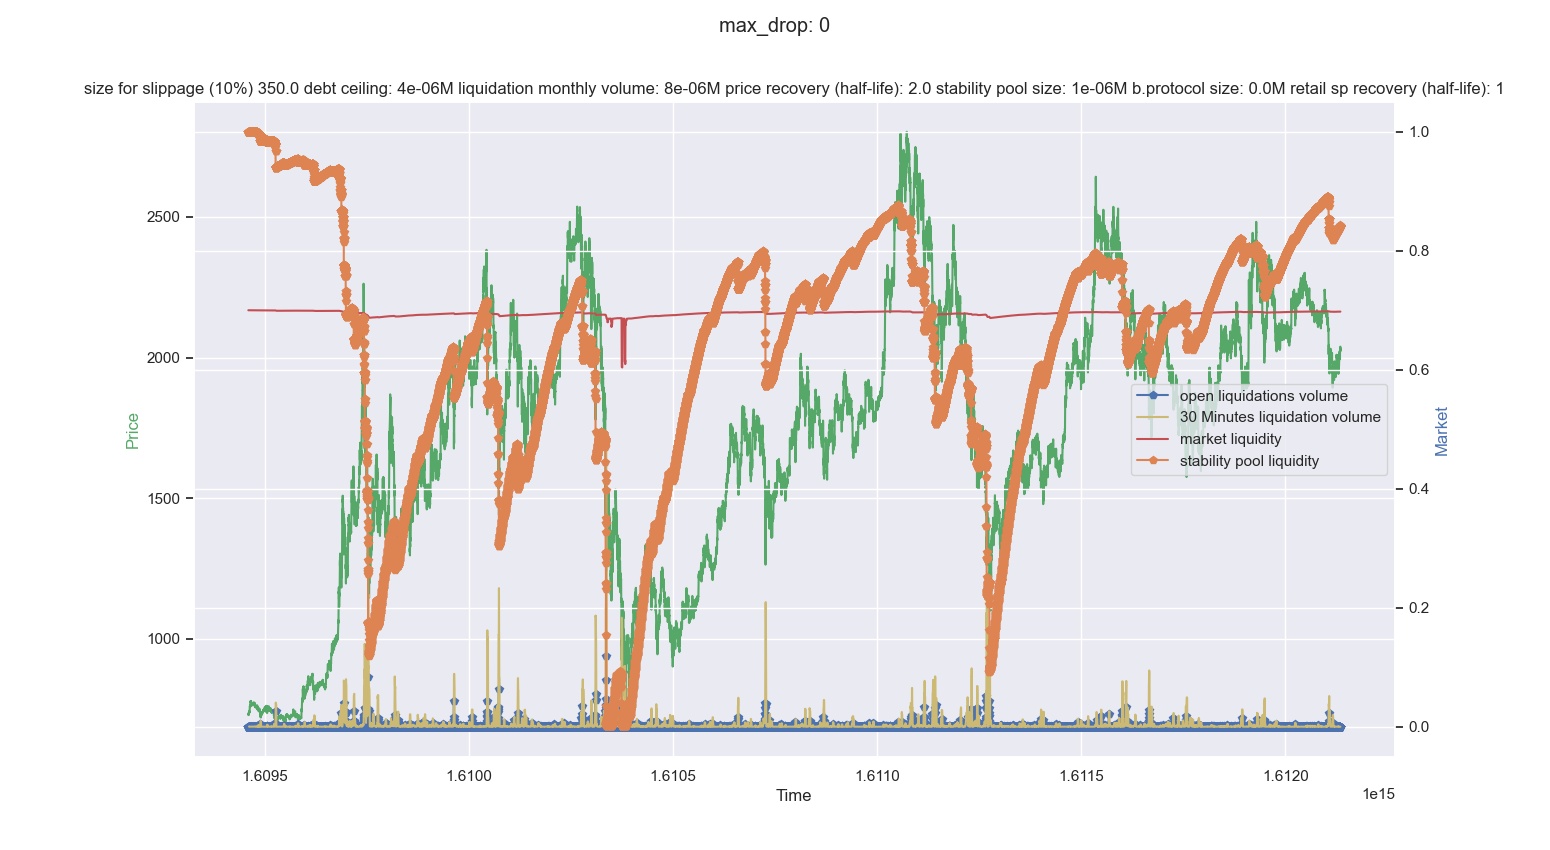 max_drop: 0
size for slippage (10%) 350.0 debt ceiling: 4e-06M liquidation monthly volume: 8e-06M price recovery (half-life): 2.0 stability pool size: 1e-06M b.protocol size: 0.0M retail sp recovery (half-life): 1
2500
2000
1500
1000
Price
1.0
0.8
0.6
0.4
0.2
0.0
Market
open liquidations volume
30 Minutes liquidation volume
market liquidity
stability pool liquidity
1.6095 1.6100 1.6105 1.6110 1.6115 1.6120
1e15
Time